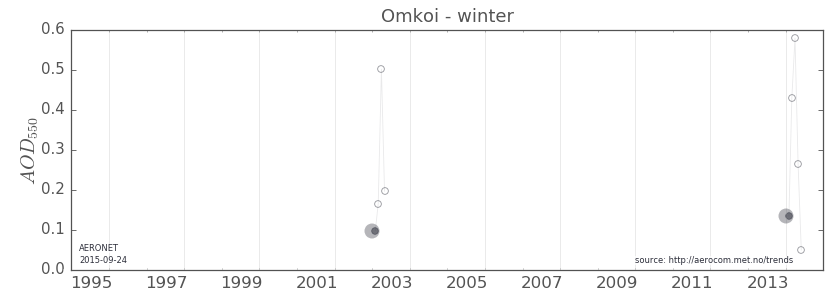 Omkoi - winter
0.6
0.5
0.4
0.3
0.2
0.1
0.0
AOD550
AERONET
2015-09-24
source: http://aerocom.met.no/trends
1995 1997 1999 2001 2003 2005 2007 2009 2011 2013